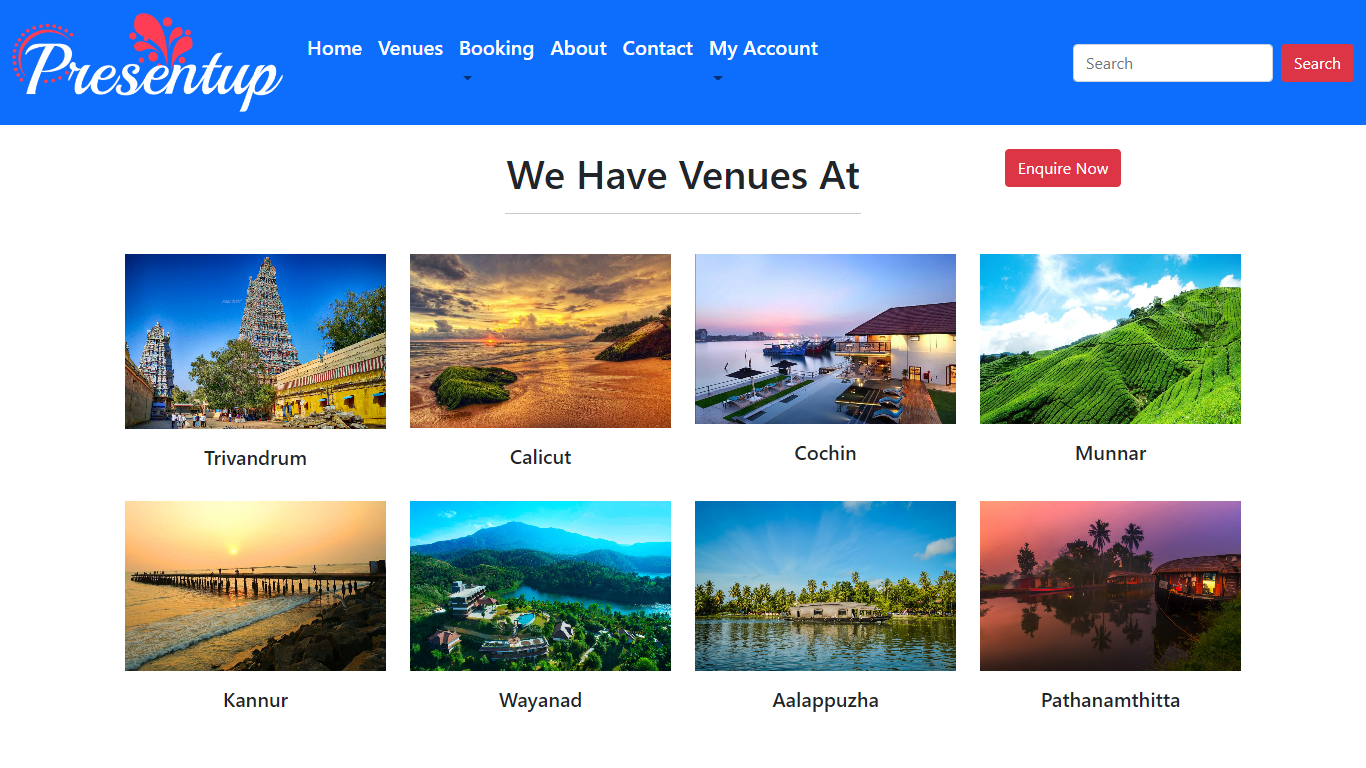 Presentup
Home Venues Booking About Contact My Account
Search Search
We Have Venues At
Enquire Now
Trivandrum Calicut Cochin Munnar
Kannur Wayanad Aalappuzha Pathanamthitta